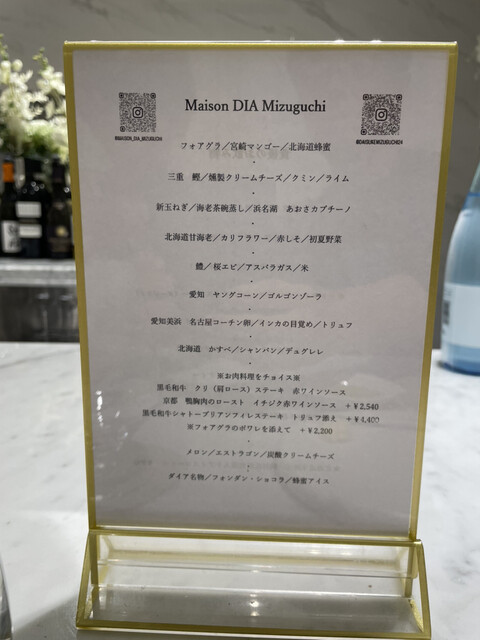 Maison DIA Mizuguchi
@MAISON_DIA_MIZUGUCHI
@DAISUKEMIZUGUCHI24
フォアグラ／宮崎マンゴー／北海道蜂蜜
三重 鰹／燻製クリームチーズ／クミン／ライム
新玉ねぎ／海老茶碗蒸し／浜名湖 あおさカプチーノ
北海道甘海老／カリフラワー／赤しそ／初夏野菜
鱧／桜エビ／アスパラガス／米
愛知 ヤングコーン／ゴルゴンゾーラ
愛知美浜 名古屋コーチン卵／インカの目覚め／トリュフ
北海道 かすべ／シャンパン／デュグレレ
※お肉料理をチョイス※
黒毛和牛 クリ（肩ロース）ステーキ 赤ワインソース
京都 鴨胸肉のロースト イチジク赤ワインソース ＋¥2,540
黒毛和牛シャトーブリアンフィレステーキ トリュフ添え ＋¥4,400
※フォアグラのポワレを添えて ＋¥2,200
メロン／エストラゴン／炭酸クリームチーズ
ダイア名物／フォンダン・ショコラ／蜂蜜アイス